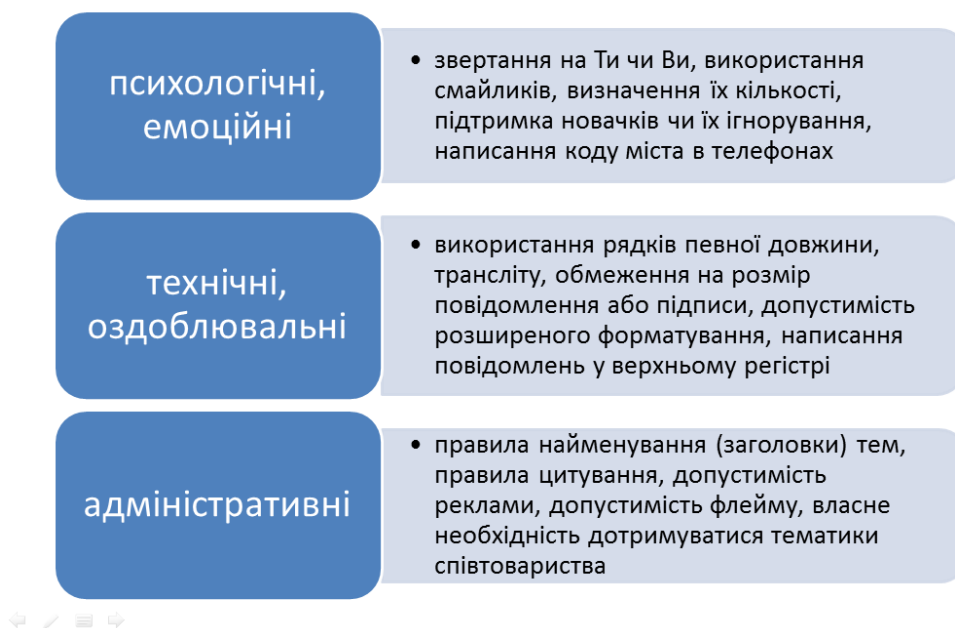 психологічні,
емоційні
• звертання на Ти чи Ви, використання
смайликів, визначення їх кількості,
підтримка новачків чи їх ігнорування,
написання коду міста в телефонах
технічні,
оздоблювальні
• використання рядків певної довжини,
трансліту, обмеження на розмір
повідомлення або підписи, допустимість
розширеного форматування, написання
повідомлень у верхньому регістрі
адміністративні
• правила найменування (заголовки) тем,
правила цитування, допустимість
реклами, допустимість флейму, власне
необхідність дотримуватися тематики
співтовариства